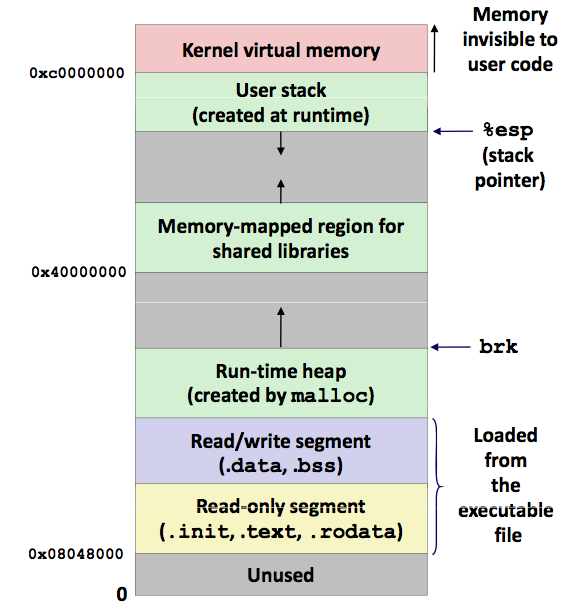 Memory
invisible to
user code
Kernel virtual memory
0xc0000000
User stack
(created at runtime)
%esp
(stack
pointer)
Memory-mapped region for
shared libraries
0x40000000
brk
Run-time heap
(created by malloc)
Read/write segment
(.data, .bss)
Loaded
from
the
executable
file
Read-only segment
(.init, .text, .rodata)
0x08048000
Unused
0